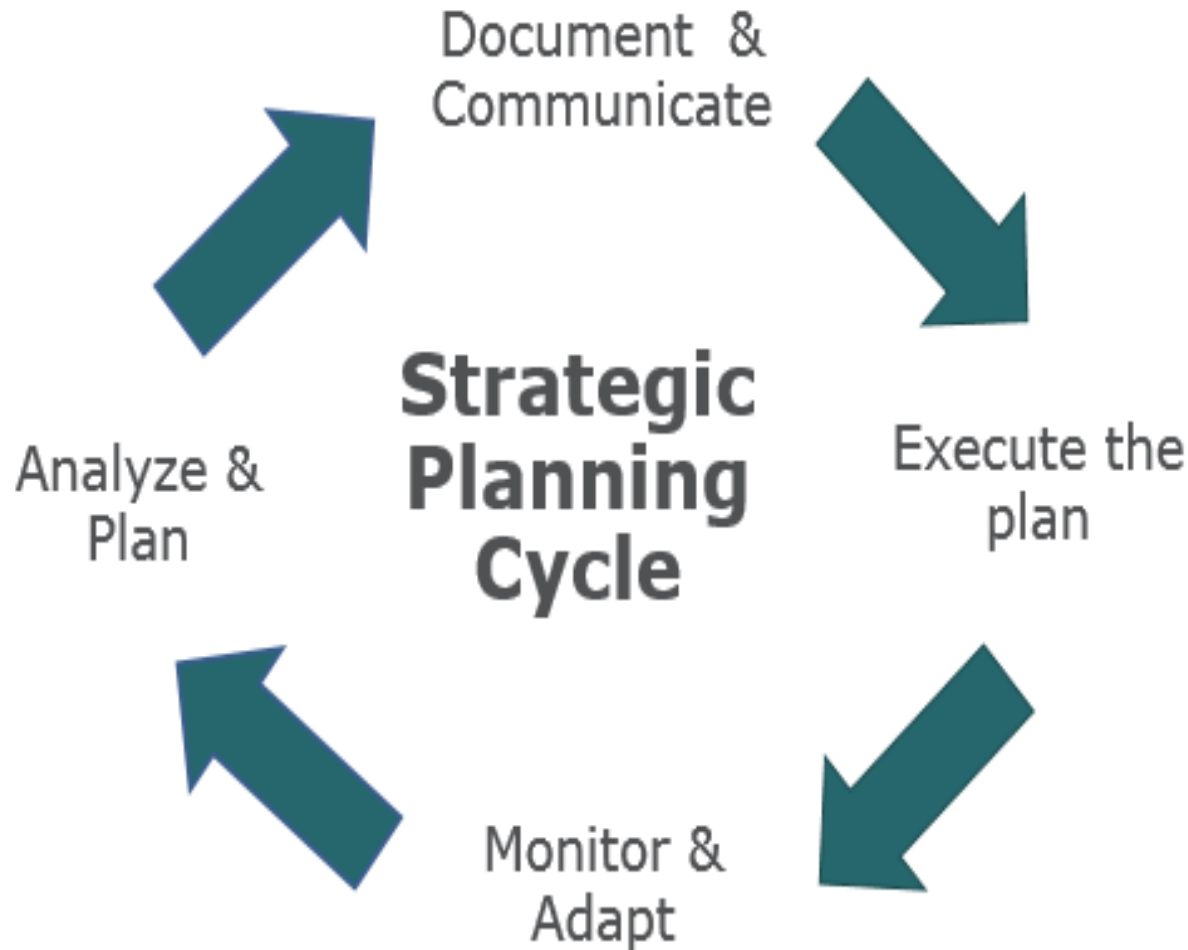 Document &
Communicate
Analyze &
Plan
Strategic
Planning
Cycle
Execute the
plan
Monitor &
Adapt